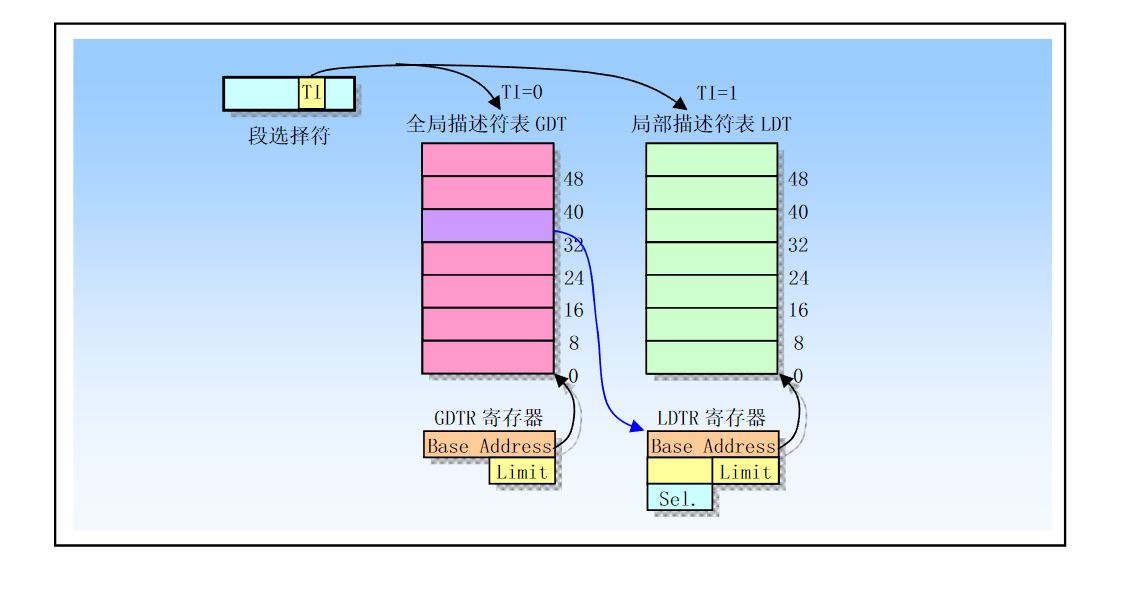 TI
段选择符
TI=0
TI=1
全局描述符表 GDT
局部描述符表 LDT
48
40
32
24
16
8
0
48
40
32
24
16
8
0
GDTR 寄存器
Base Address
Limit
LDTR 寄存器
Base Address
Limit
Sel.